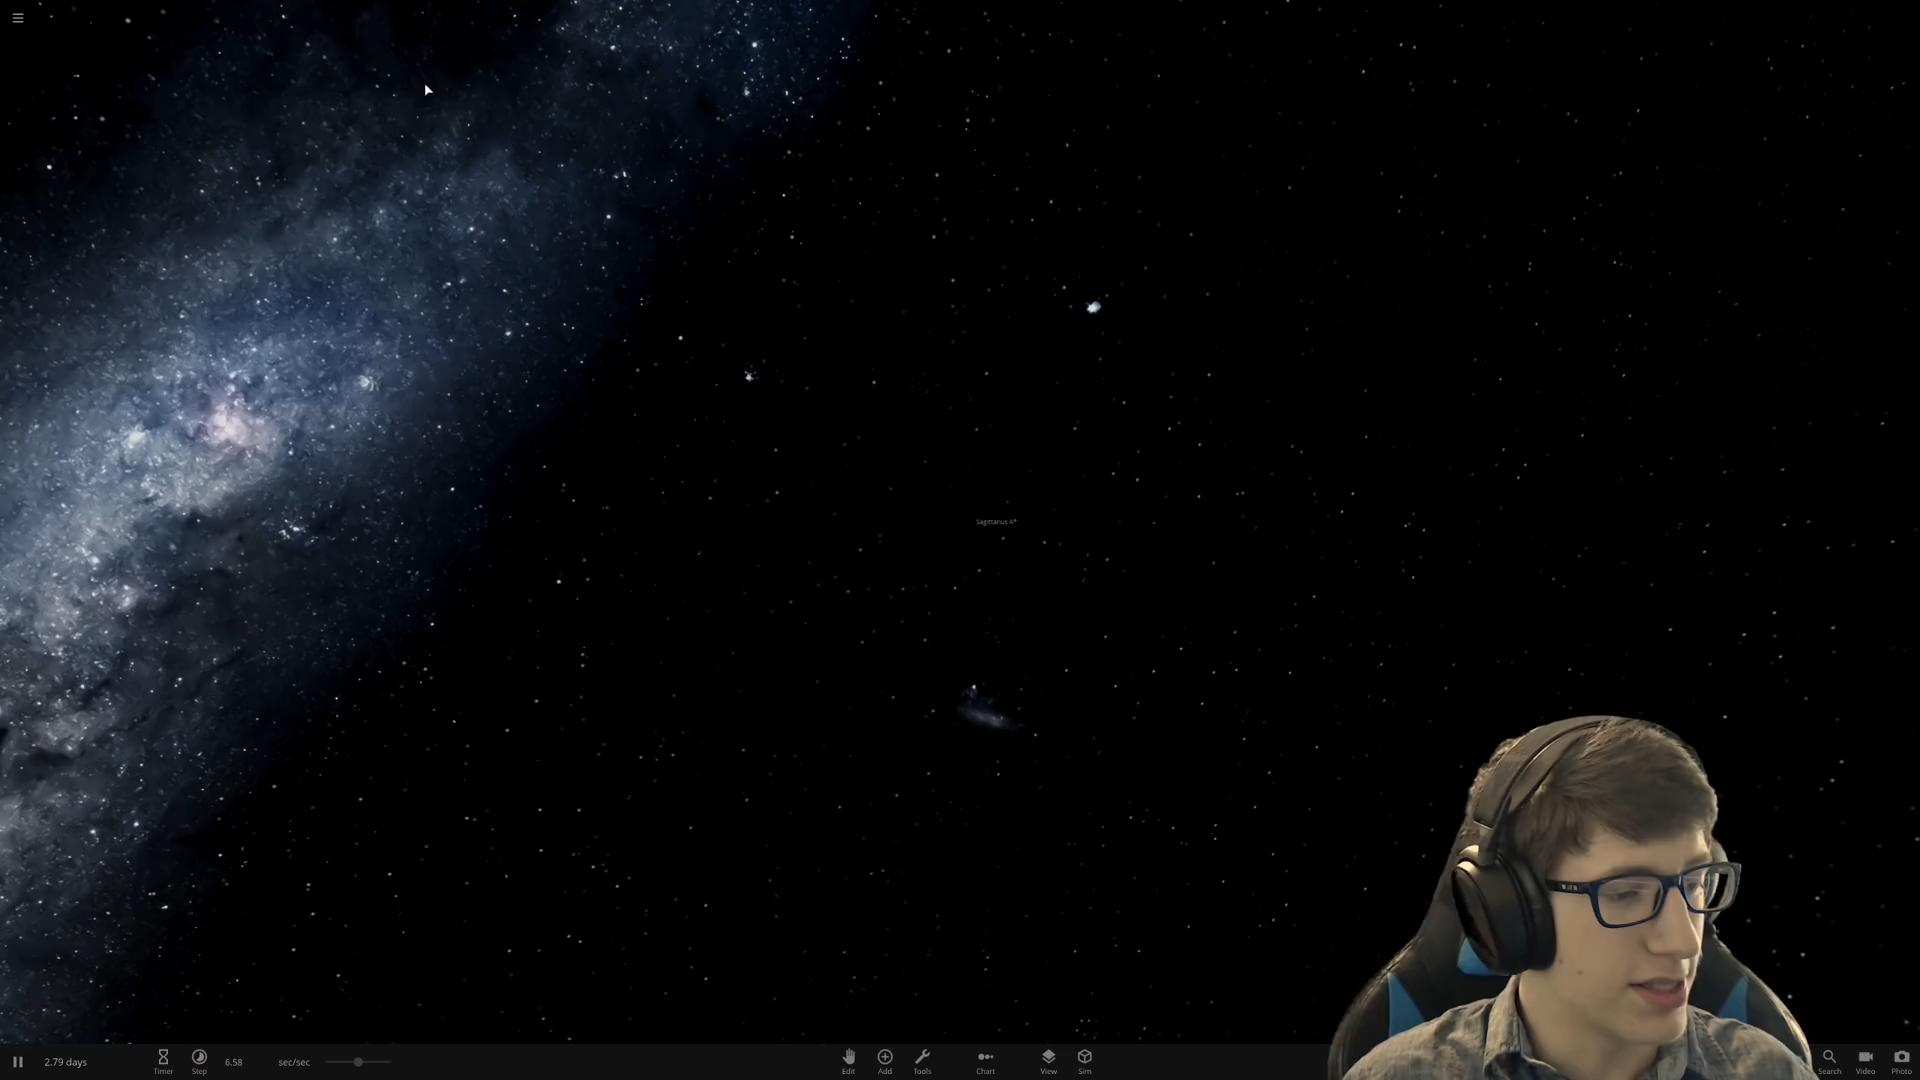 Sagittarius A*
2.79 days
Timer
Step
6.58
sec/sec
Edit
Add
Tools
Chart
View
Sim
Search
Video
Photo